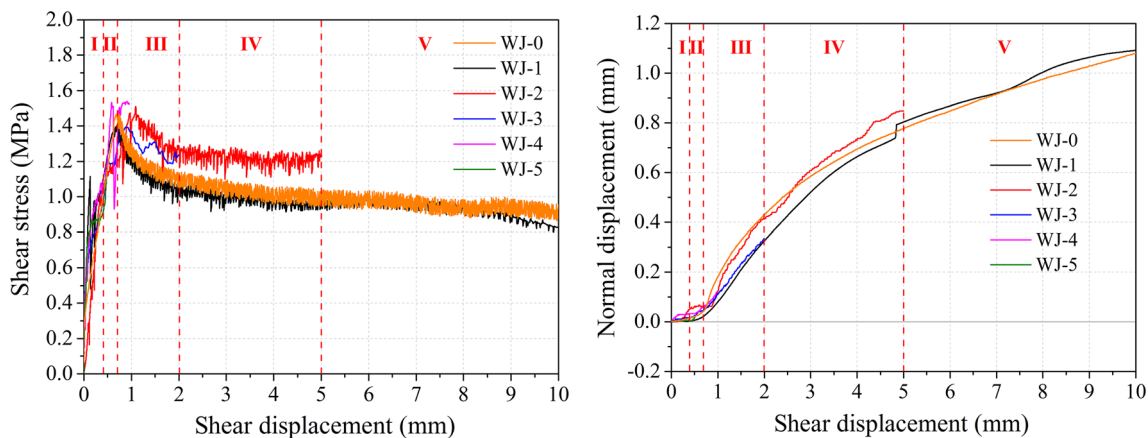 2.0
1.8
1.6
1.4
1.2
1.0
0.8
0.6
0.4
0.2
0.0
Shear stress (MPa)
I II III IV V
WJ-0
WJ-1
WJ-2
WJ-3
WJ-4
WJ-5
0 1 2 3 4 5 6 7 8 9 10
Shear displacement (mm)
1.2
1.0
0.8
0.6
0.4
0.2
0.0
-0.2
Normal displacement (mm)
I II III IV V
WJ-0
WJ-1
WJ-2
WJ-3
WJ-4
WJ-5
0 1 2 3 4 5 6 7 8 9 10
Shear displacement (mm)